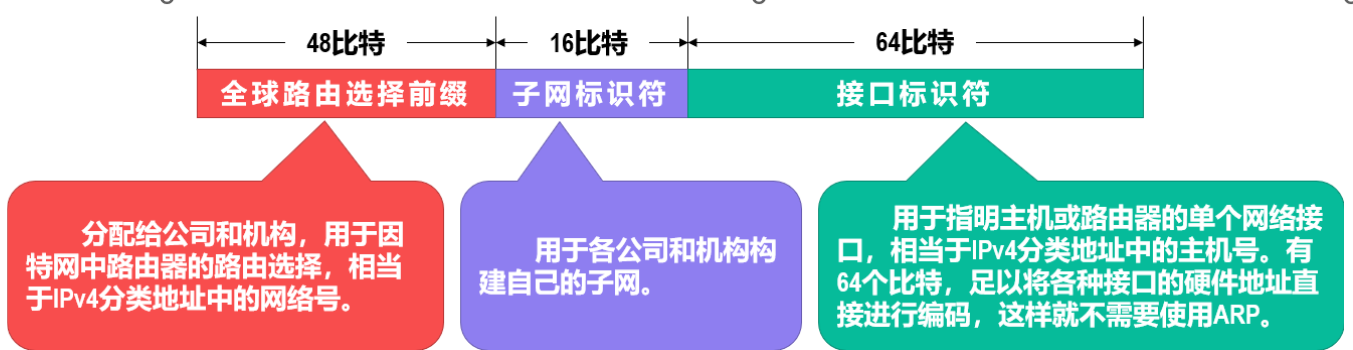 48比特
16比特
64比特
全球路由选择前缀
子网标识符
接口标识符
分配给公司和机构，用于因
特网中路由器的路由选择，相当
于IPv4分类地址中的网络号。
用于各公司和机构构
建自己的子网。
用于指明主机或路由器的单个网络接
口，相当于IPv4分类地址中的主机号。有
64个比特，足以将各种接口的硬件地址直
接进行编码，这样就不需要使用ARP。